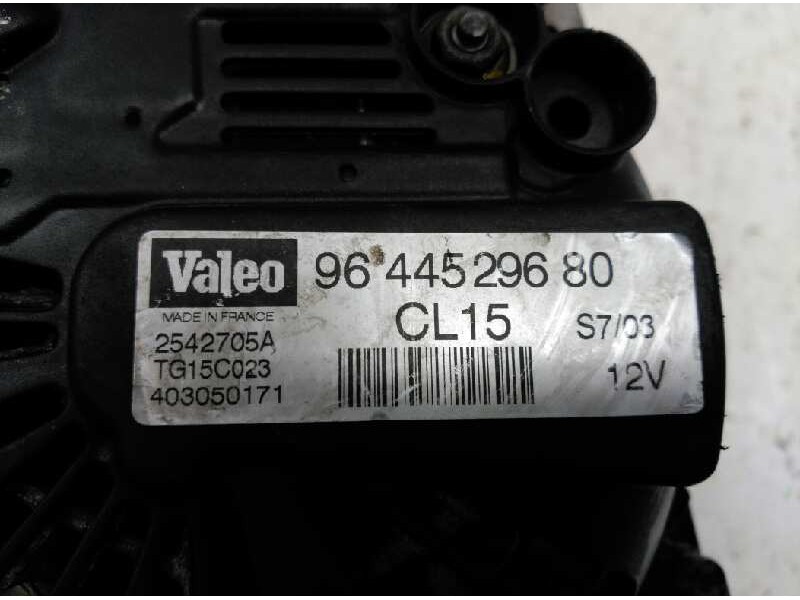 Valeo 96 445 296 80
MADE IN FRANCE CL15 S7/03
2542705A
TG15C023 12V
403050171